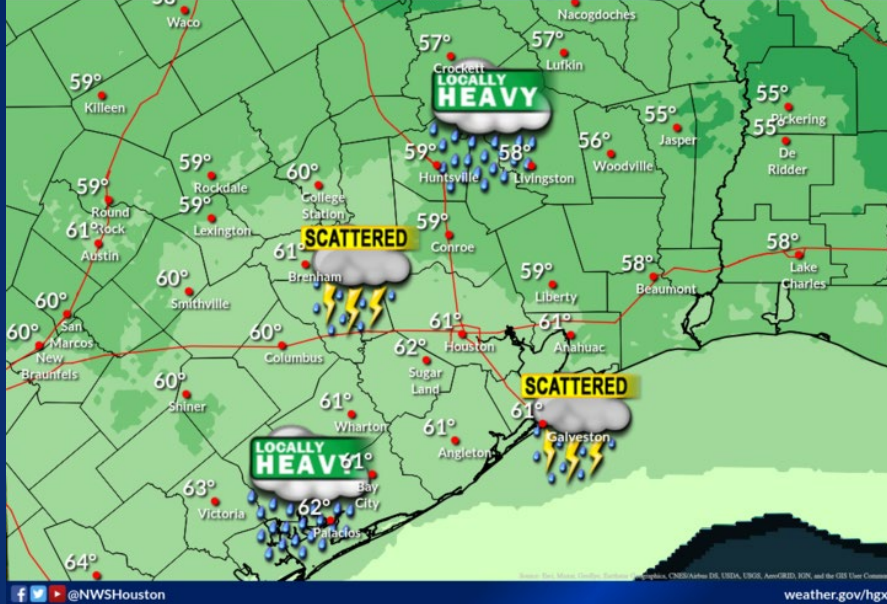 Waco
Nacogdoches
57°
Crockett
57°
Lufkin
LOCALLY
HEAVY
59°
Killeen
55°
Jasper
55°
Pickering
55°
De
Ridder
59°
Huntsville
58°
Livingston
56°
Woodville
59°
Rockdale
60°
College
Station
59°
Round
Rock
59°
Lexington
59°
Conroe
61°
Austin
SCATTERED
61°
Brenham
58°
Lake
Charles
58°
Beaumont
59°
Liberty
60°
Smithville
60°
San
Marcos
60°
New
Braunfels
60°
Columbus
61°
Houston
61°
Anahuac
62°
Sugar
Land
60°
Shiner
SCATTERED
61°
Galveston
61°
Wharton
61°
Angleton
LOCALLY
HEAVY
61°
Bay
City
63°
Victoria
62°
Palacios
64°
@NWSHouston
weather.gov/hgx